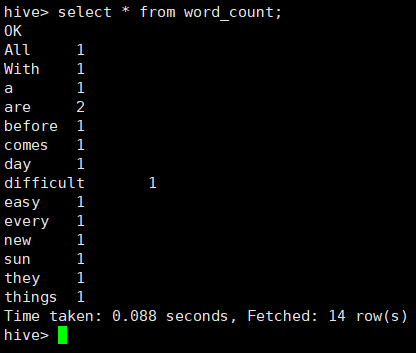 hive> select * from word_count;
OK
All	1
With	1
a	1
are	2
before	1
comes	1
day	1
difficult	1
easy	1
every	1
new	1
sun	1
they	1
things	1
Time taken: 0.088 seconds, Fetched: 14 row(s)
hive>